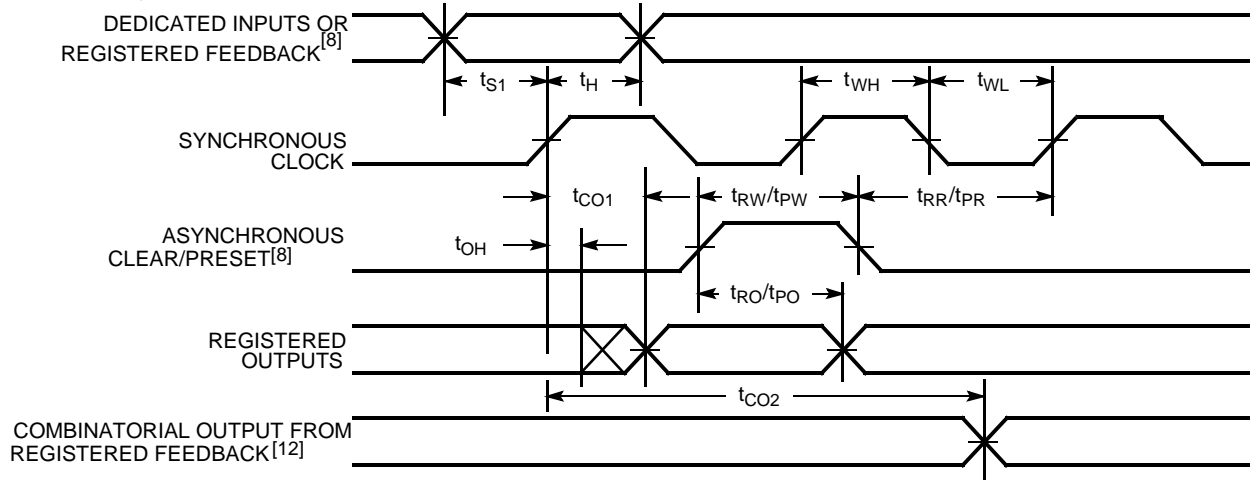 DEDICATED INPUTS OR
REGISTERED FEEDBACK[8]
tS1
tH
tWH
tWL
SYNCHRONOUS
CLOCK
tCO1
tRW/tPW
tRR/tPR
ASYNCHRONOUS
CLEAR/PRESET[8]
tOH
tRO/tPO
REGISTERED
OUTPUTS
tCO2
COMBINATORIAL OUTPUT FROM
REGISTERED FEEDBACK[12]